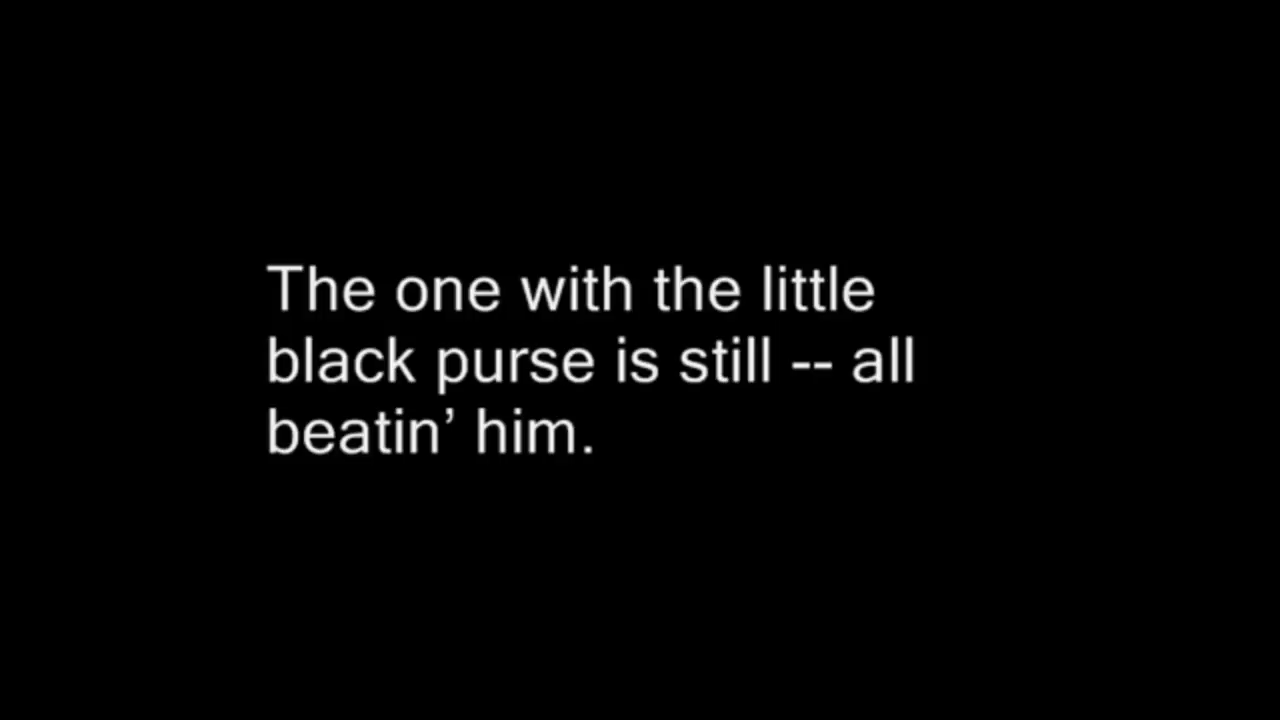 The one with the little
black purse is still -- all
beatin’ him.